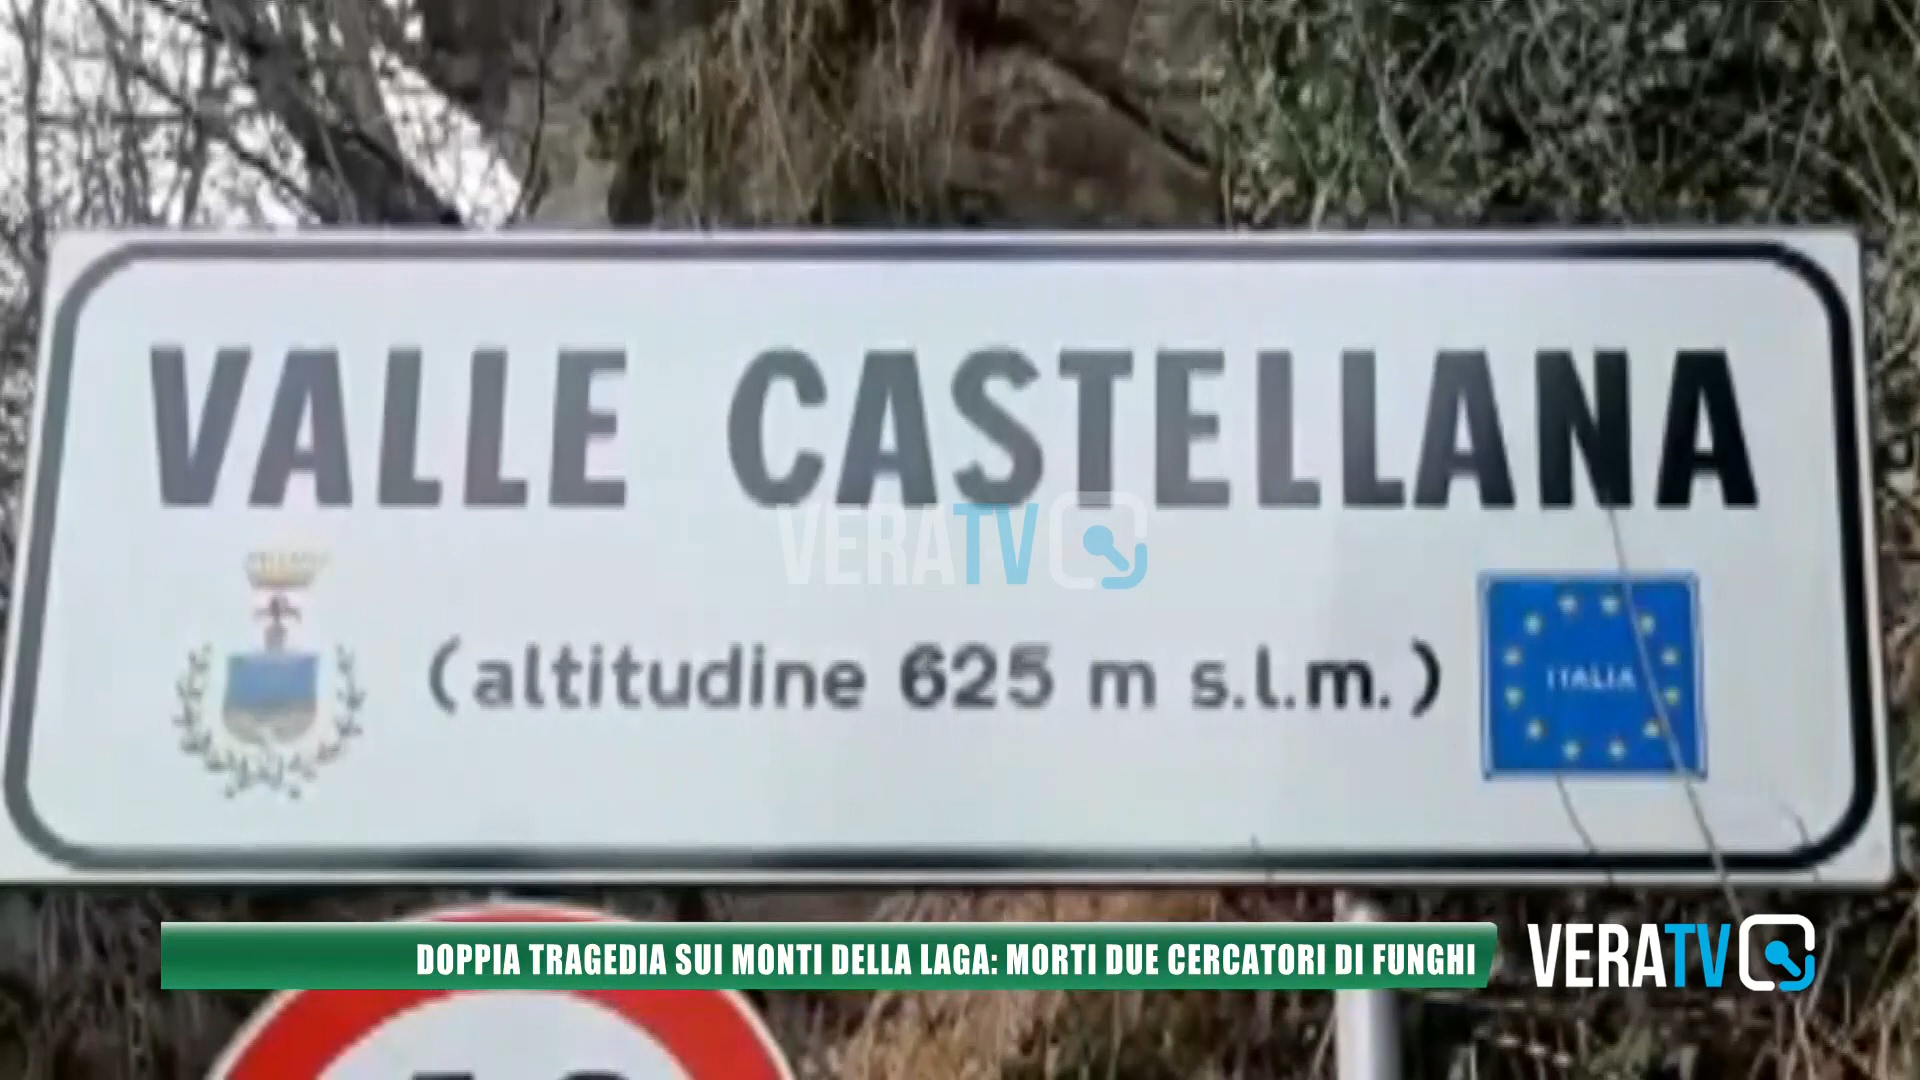 VALLE CASTELLANA
VERATV
(altitudine 625 m s.l.m.)
ITALIA
DOPPIA TRAGEDIA SUI MONTI DELLA LAGA: MORTI DUE CERCATORI DI FUNGHI
VERATV